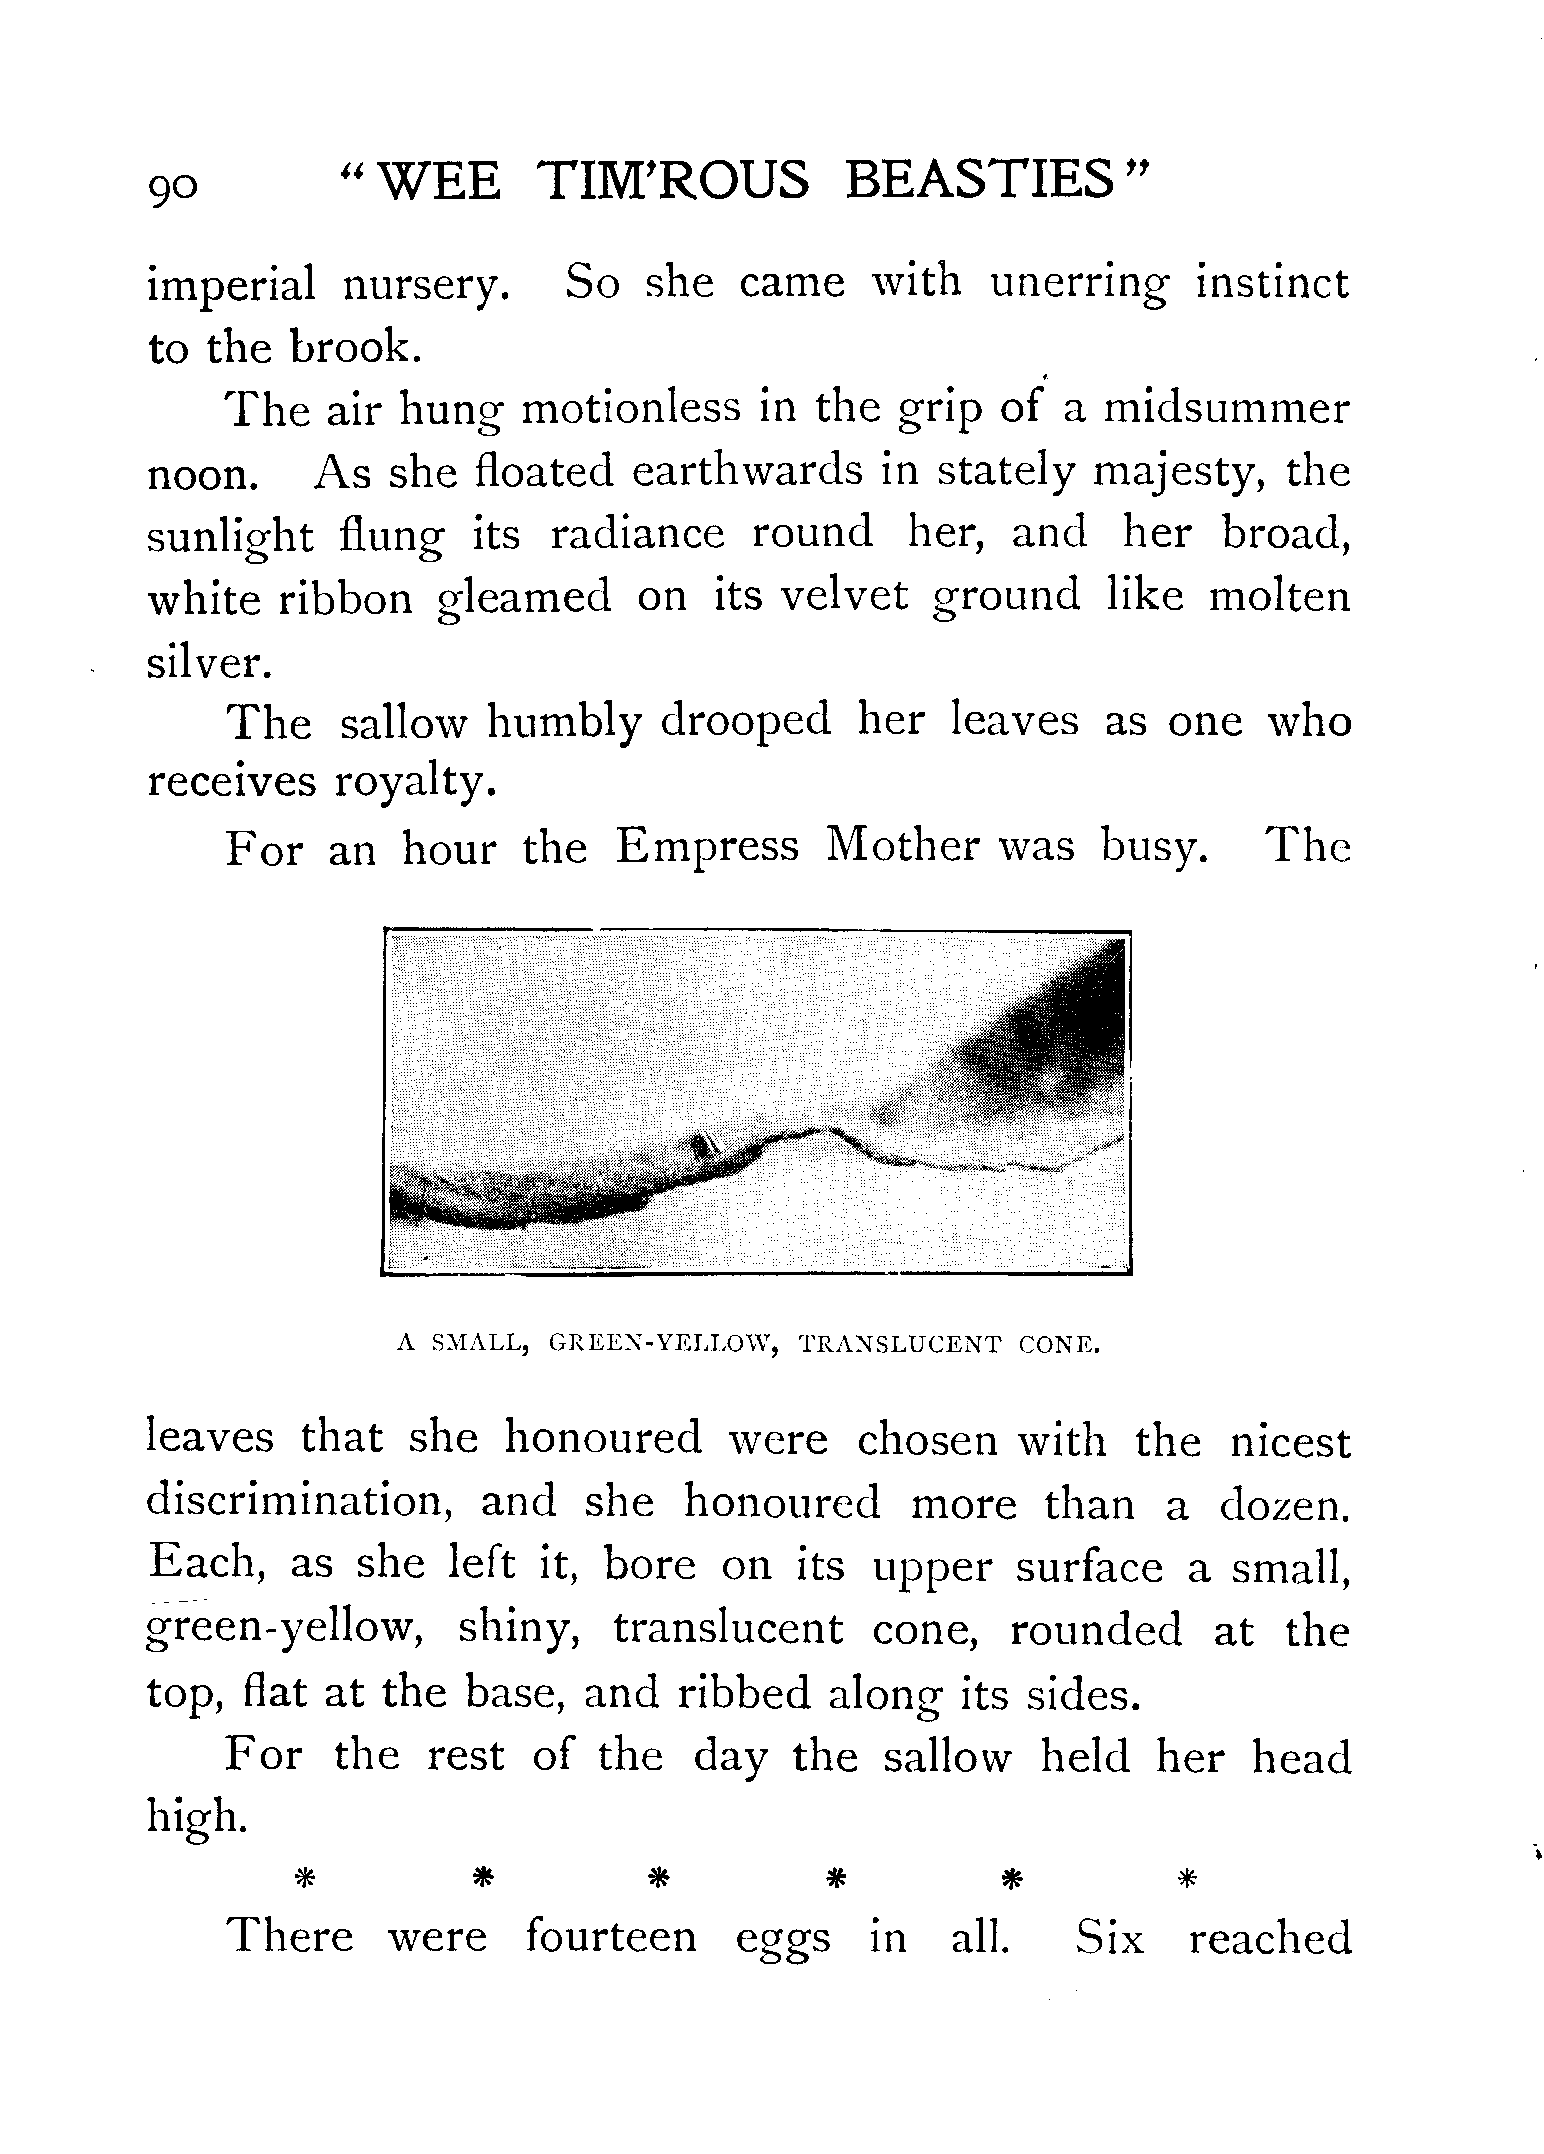 90 "WEE TIM'ROUS BEASTIES"
imperial nursery. So she came with unerring instinct
to the brook.
The air hung motionless in the grip of a midsummer
noon. As she floated earthwards in stately majesty, the
sunlight flung its radiance round her, and her broad,
white ribbon gleamed on its velvet ground like molten
silver.
The sallow humbly drooped her leaves as one who
receives royalty.
For an hour the Empress Mother was busy. The
A SMALL, GREEN-YELLOW, TRANSLUCENT CONE.
leaves that she honoured were chosen with the nicest
discrimination, and she honoured more than a dozen.
Each, as she left it, bore on its upper surface a small,
green-yellow, shiny, translucent cone, rounded at the
top, flat at the base, and ribbed along its sides.
For the rest of the day the sallow held her head
high.
* * * * * *
There were fourteen eggs in all. Six reached